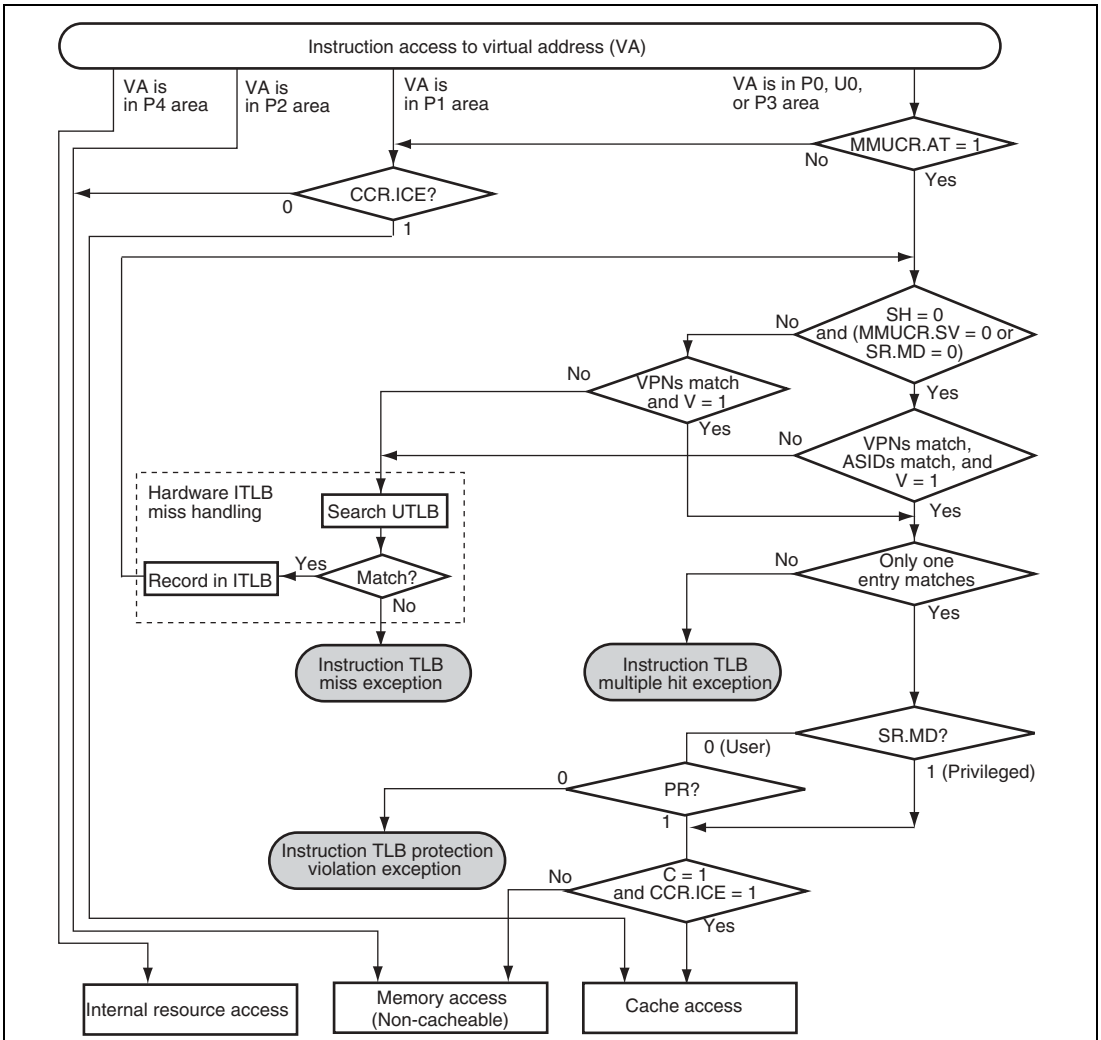 Instruction access to virtual address (VA)
VA is
in P4 area
VA is
in P2 area
VA is
in P1 area
VA is in P0, U0,
or P3 area
MMUCR.AT = 1
No
Yes
CCR.ICE?
0
1
SH = 0
and (MMUCR.SV = 0 or
SR.MD = 0)
No
Yes
VPNs match
and V = 1
No
Yes
VPNs match,
ASIDs match, and
V = 1
No
Yes
Hardware ITLB
miss handling
Search UTLB
Match?
Yes
No
Record in ITLB
Only one
entry matches
No
Yes
Instruction TLB
miss exception
Instruction TLB
multiple hit exception
SR.MD?
0 (User)
1 (Privileged)
PR?
0
1
Instruction TLB protection
violation exception
C = 1
and CCR.ICE = 1
No
Yes
Internal resource access
Memory access
(Non-cacheable)
Cache access